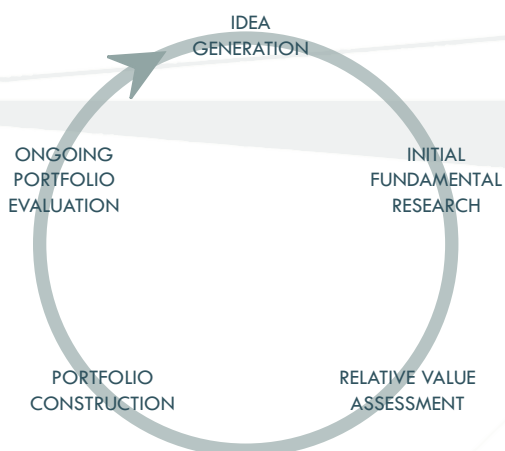 IDEA
GENERATION
INITIAL
FUNDAMENTAL
RESEARCH
RELATIVE VALUE
ASSESSMENT
PORTFOLIO
CONSTRUCTION
ONGOING
PORTFOLIO
EVALUATION